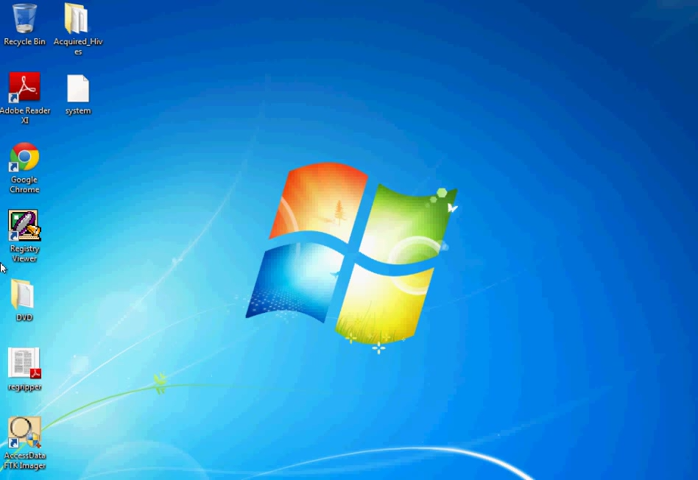 Recycle Bin
Acquired_Hiv
es
Adobe Reader
XI
system
Google
Chrome
Registry
Viewer
DVD
regripper
AccessData
FTK Imager